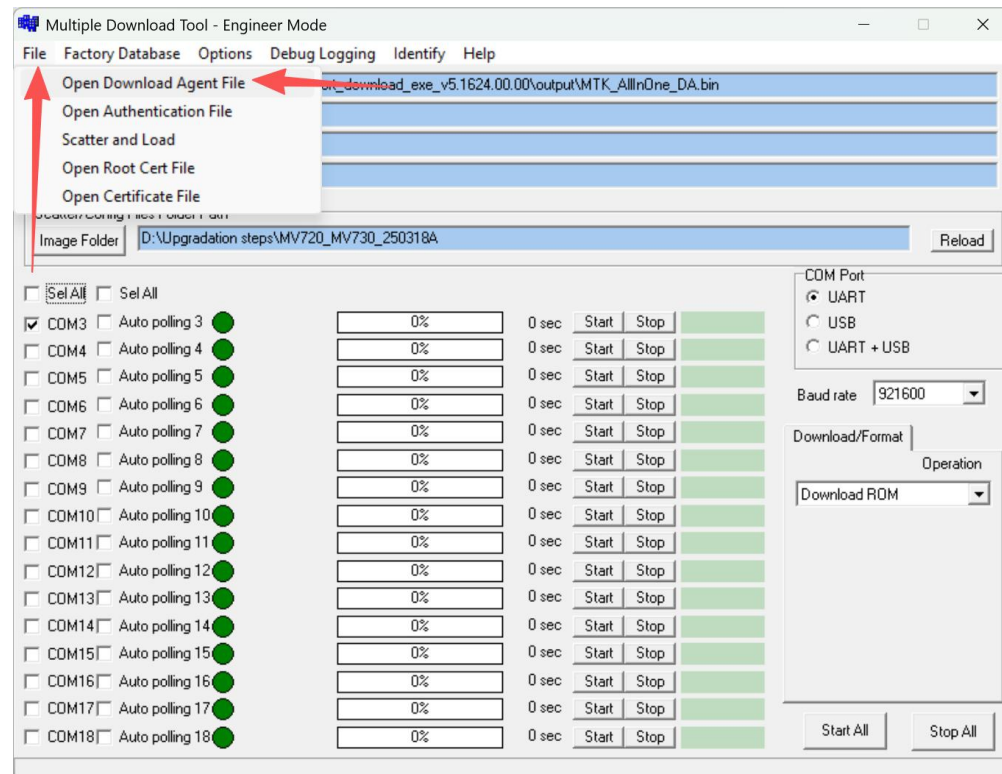 Multiple Download Tool - Engineer Mode
File Factory Database Options Debug Logging Identify Help
Open Download Agent File
_download_exe_v5.1624.00.00\output\MTK_AllInOne_DA.bin
Open Authentication File
Scatter and Load
Open Root Cert File
Open Certificate File
Image Folder D:\Upgradation steps\MV720_MV730_250318A Reload
COM Port
Sel All Sel All UART
COM3 Auto polling 3 0% 0 sec Start Stop USB
COM4 Auto polling 4 0% 0 sec Start Stop UART + USB
COM5 Auto polling 5 0% 0 sec Start Stop
Baud rate 921600
COM6 Auto polling 6 0% 0 sec Start Stop
COM7 Auto polling 7 0% 0 sec Start Stop Download/Format
COM8 Auto polling 8 0% 0 sec Start Stop Operation
COM9 Auto polling 9 0% 0 sec Start Stop Download ROM
COM10 Auto polling 10 0% 0 sec Start Stop
COM11 Auto polling 11 0% 0 sec Start Stop
COM12 Auto polling 12 0% 0 sec Start Stop
COM13 Auto polling 13 0% 0 sec Start Stop
COM14 Auto polling 14 0% 0 sec Start Stop
COM15 Auto polling 15 0% 0 sec Start Stop
COM16 Auto polling 16 0% 0 sec Start Stop
COM17 Auto polling 17 0% 0 sec Start Stop
COM18 Auto polling 18 0% 0 sec Start Stop Start All Stop All